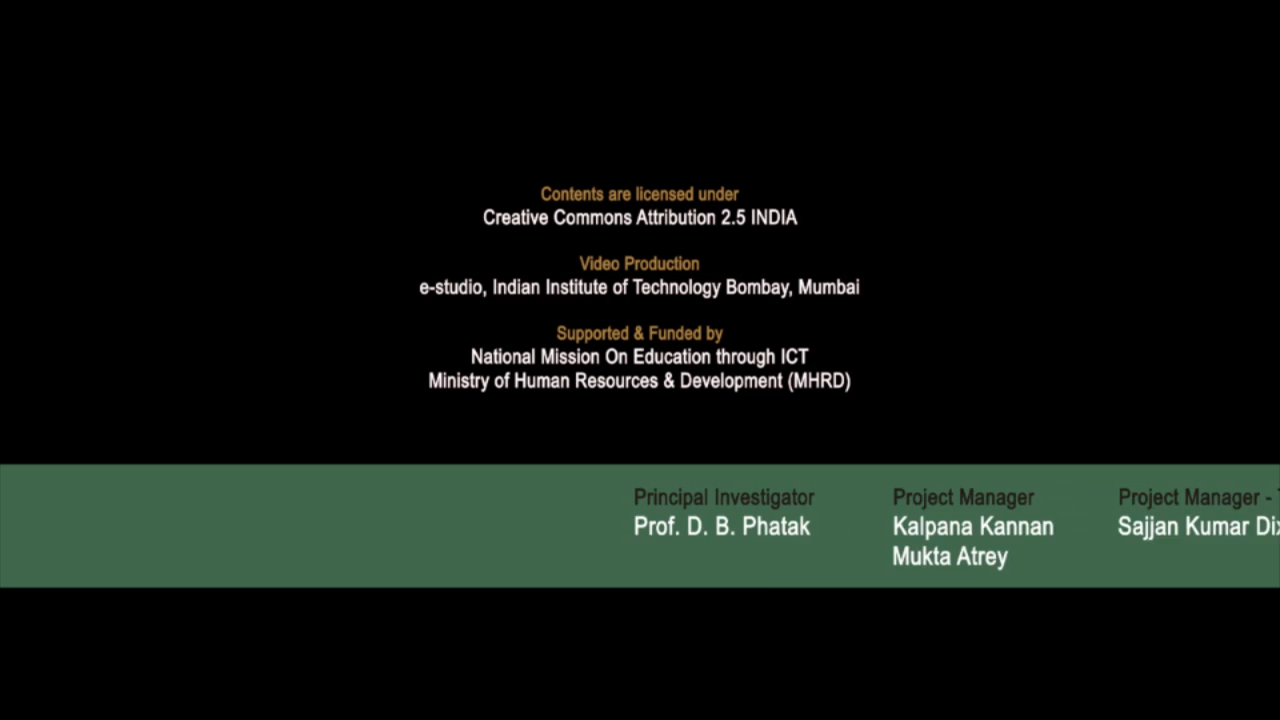 Contents are licensed under
Creative Commons Attribution 2.5 INDIA
Video Production
e-studio, Indian Institute of Technology Bombay, Mumbai
Supported & Funded by
National Mission On Education through ICT
Ministry of Human Resources & Development (MHRD)
Principal Investigator
Prof. D. B. Phatak
Project Manager
Kalpana Kannan
Mukta Atrey
Project Manager -
Sajjan Kumar